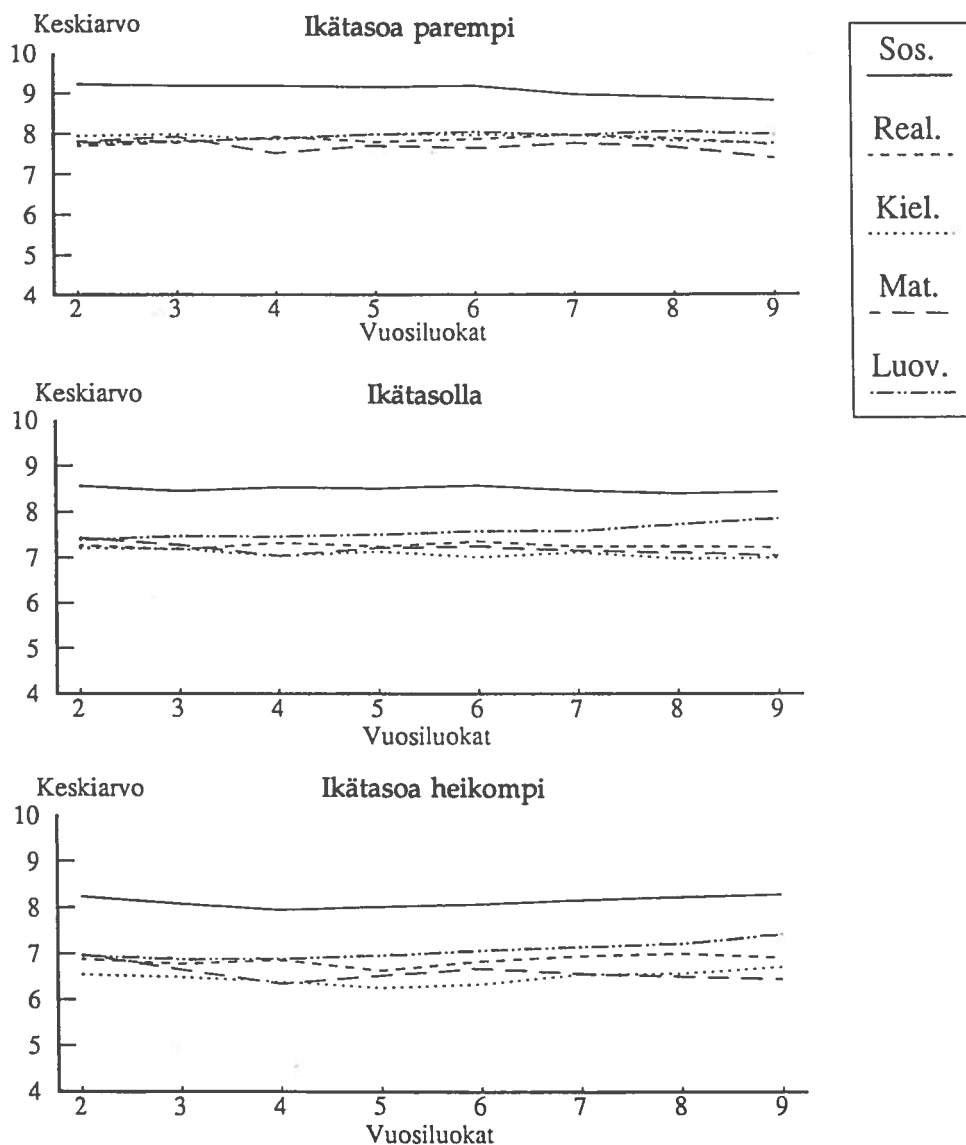 Keskiarvo Ikätasoa parempi
10
9
8
7
6
5
4
2 3 4 5 6 7 8 9
Vuosiluokat
Sos.
Real.
Kiel.
Mat.
Luov.
Keskiarvo Ikätasolla
10
9
8
7
6
5
4
2 3 4 5 6 7 8 9
Vuosiluokat
Keskiarvo Ikätasoa heikompi
10
9
8
7
6
5
4
2 3 4 5 6 7 8 9
Vuosiluokat